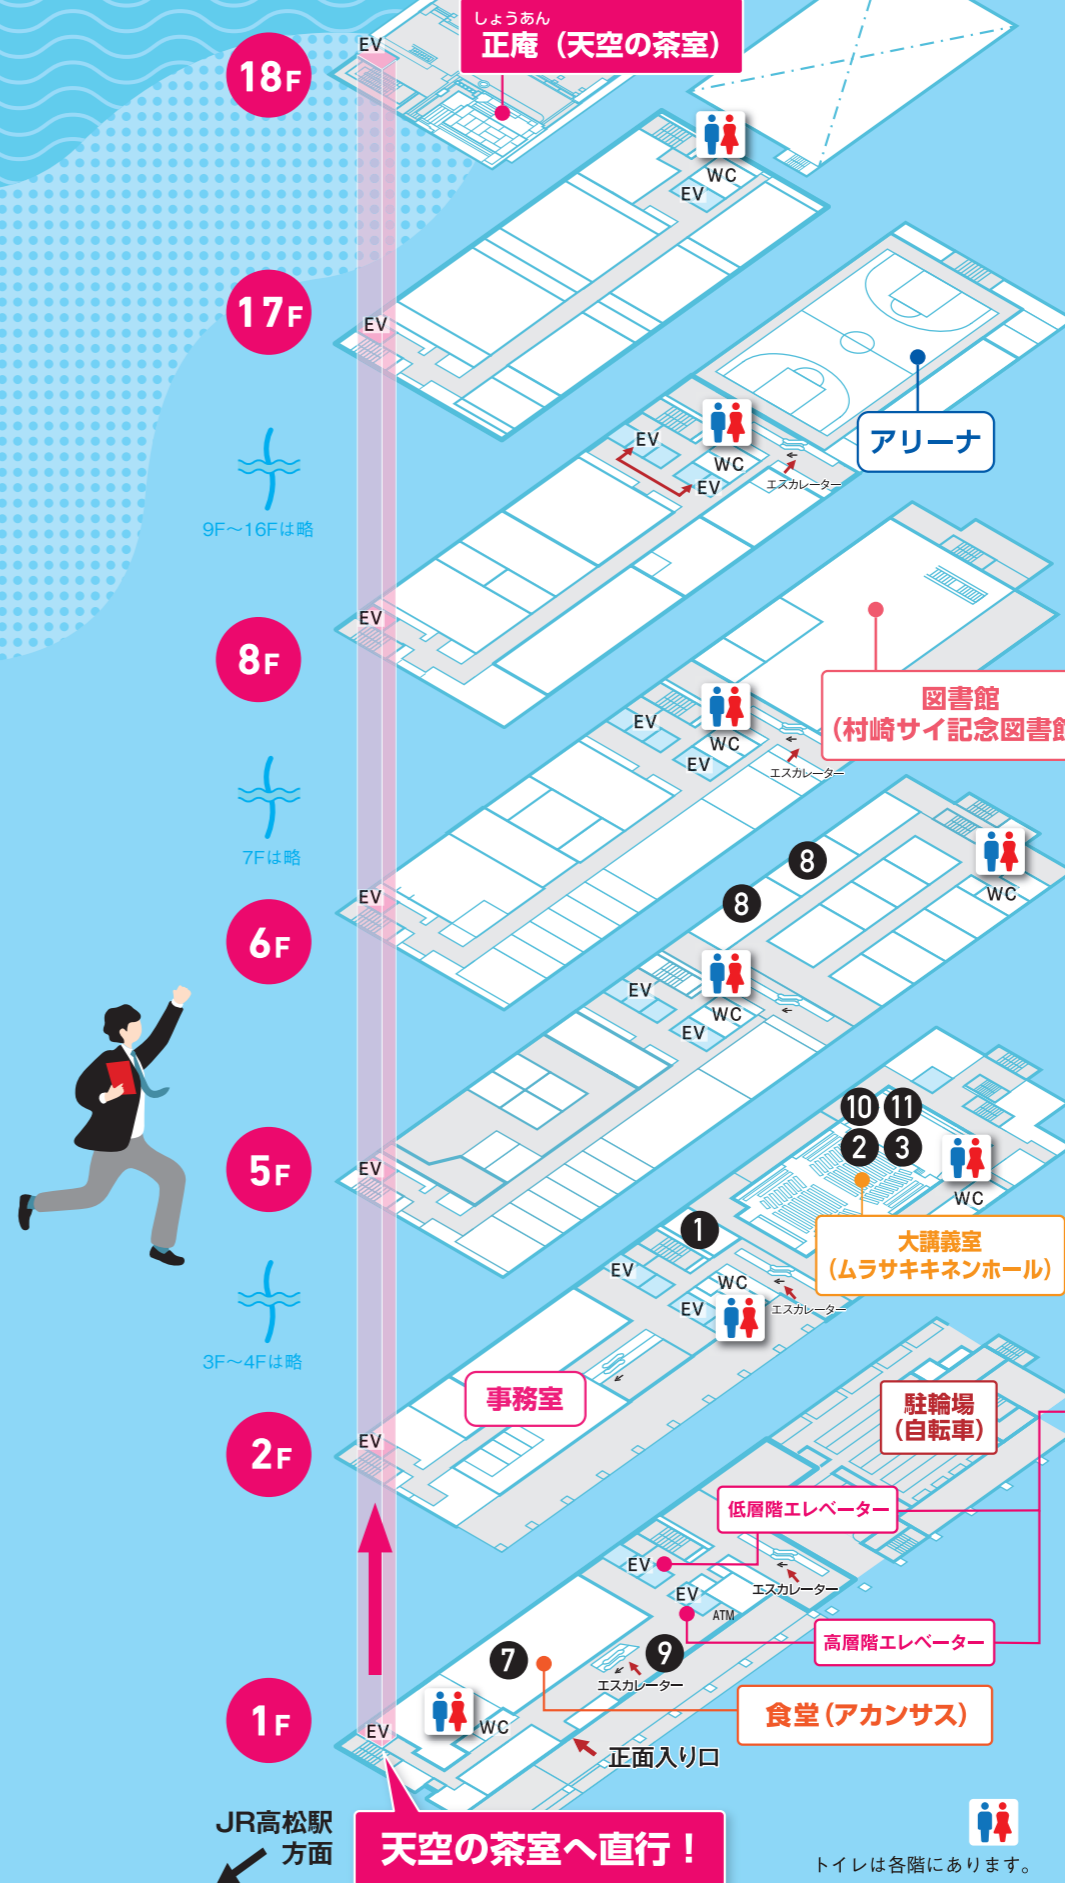 しょうあん
正庵（天空の茶室）
EV
18F
WC
EV
17F
EV
アリーナ
EV
WC
EV
エスカレーター
9F〜16Fは略
EV
8F
図書館
（村崎サイ記念図書館
EV
WC
EV
エスカレーター
7Fは略
8
8
WC
EV
6F
EV
WC
EV
10 11
2 3
WC
5F
EV
大講義室
（ムラサキキネンホール）
1
EV
WC
EV
エスカレーター
3F〜4Fは略
事務室
駐輪場
（自転車）
2F
EV
低層階エレベーター
EV
エスカレーター
EV
ATM
高層階エレベーター
7
9
エスカレーター
食堂（アカンサス）
WC
1F
EV
正面入り口
JR高松駅
方面
天空の茶室へ直行！
トイレは各階にあります。